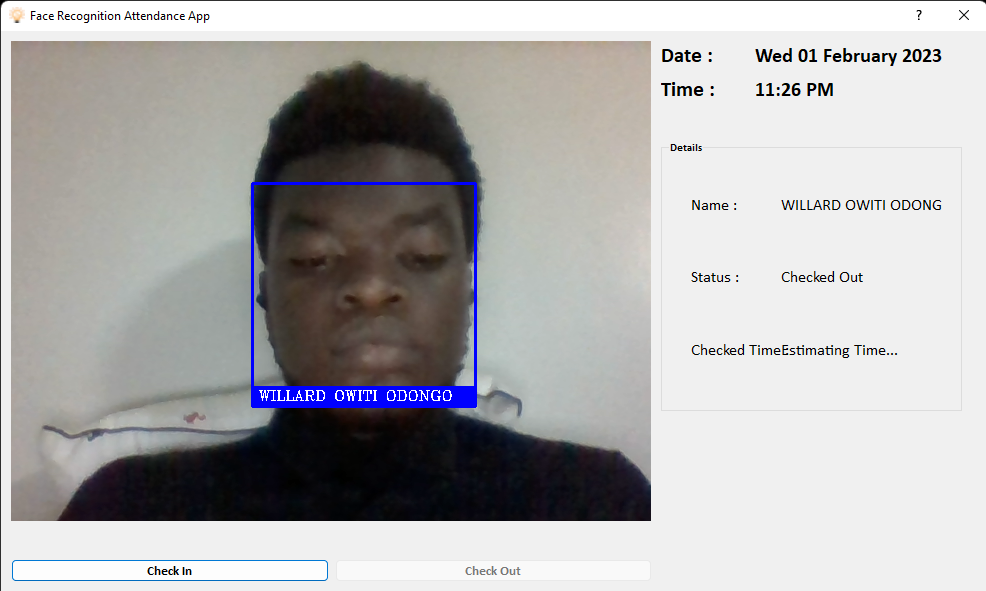 Face Recognition Attendance App
?
Date : Wed 01 February 2023
Time : 11:26 PM
Details
Name : WILLARD OWITI ODONG
Status : Checked Out
Checked TimeEstimating Time...
WILLARD OWITI ODONGO
Check In Check Out